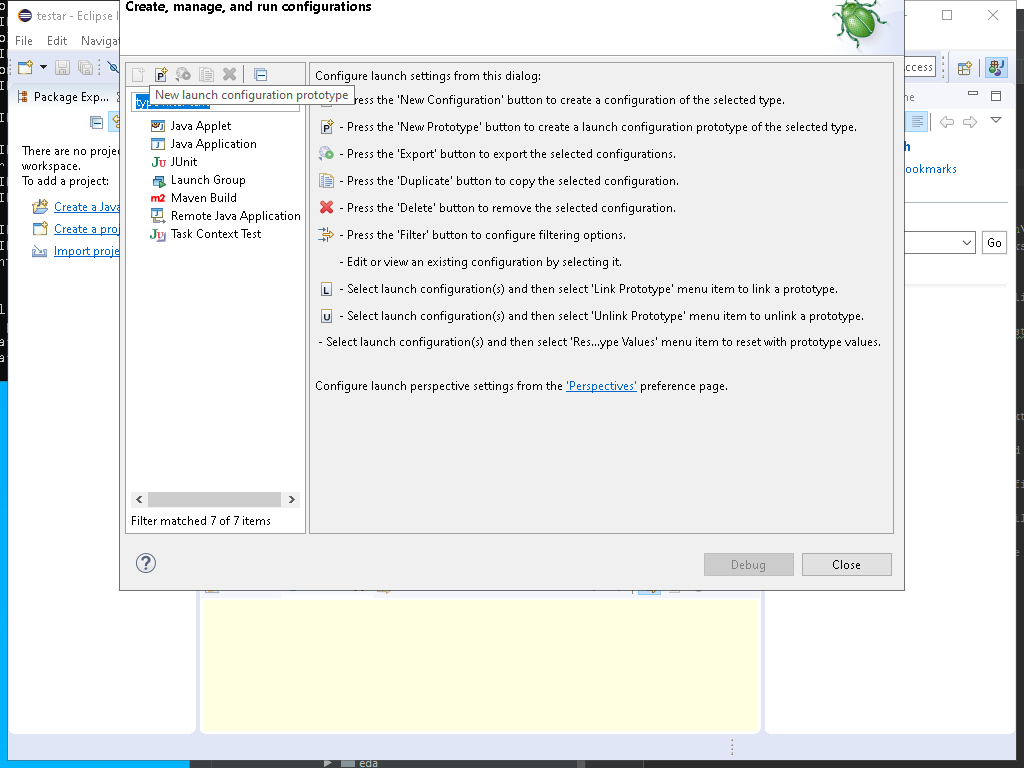 Create, manage, and run configurations
testar - Eclipse
File Edit Naviga
Package Exp...
New launch configuration prototype
Java Applet
Java Application
JUnit
Launch Group
Maven Build
Remote Java Application
Task Context Test
Filter matched 7 of 7 items
Configure launch settings from this dialog:
Press the 'New Configuration' button to create a configuration of the selected type.
- Press the 'New Prototype' button to create a launch configuration prototype of the selected type.
- Press the 'Export' button to export the selected configurations.
- Press the 'Duplicate' button to copy the selected configuration.
- Press the 'Delete' button to remove the selected configuration.
- Press the 'Filter' button to configure filtering options.
- Edit or view an existing configuration by selecting it.
- Select launch configuration(s) and then select 'Link Prototype' menu item to link a prototype.
- Select launch configuration(s) and then select 'Unlink Prototype' menu item to unlink a prototype.
- Select launch configuration(s) and then select 'Res...ype Values' menu item to reset with prototype values.
Configure launch perspective settings from the 'Perspectives' preference page.
Debug
Close
There are no proje
workspace.
To add a project:
Create a Java
Create a proj
Import proje
ccess
ookmarks
Go
eda